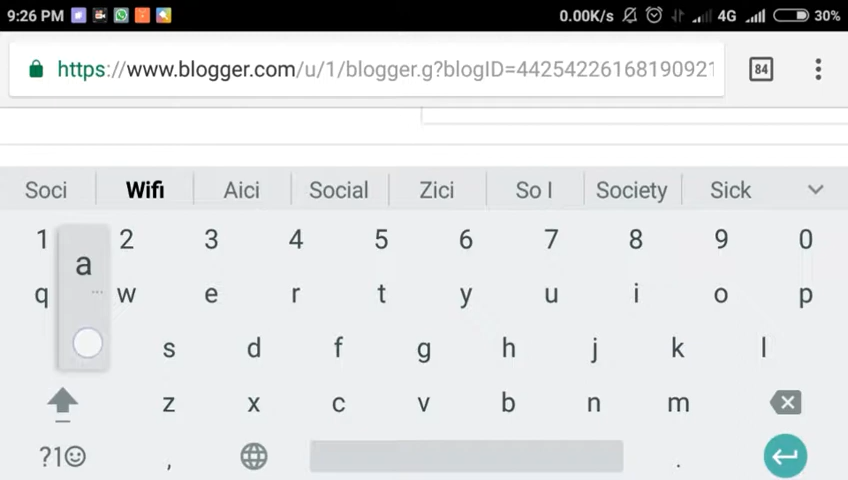 9:26 PM 0.00K/s 4G 30%
https://www.blogger.com/u/1/blogger.g?blogID=44254226168190921 84
Soci Wifi Aici Social Zici So I Society Sick
1 2 3 4 5 6 7 8 9 0
a
q w e r t y u i o p
s d f g h j k l
z x c v b n m
?1☺ , .